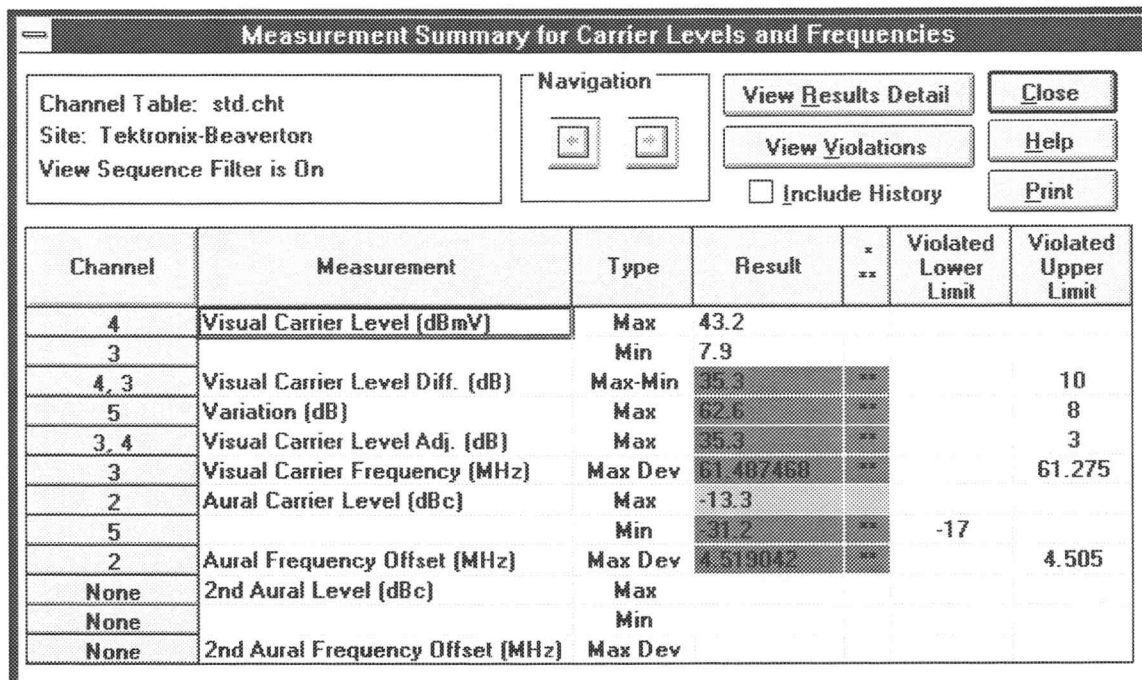 Measurement Summary for Carrier Levels and Frequencies
Channel Table: std.cht
Site: Tektronix-Beaverton
View Sequence Filter is On
Navigation
View Results Detail
Close
View Violations
Help
Include History
Print
Channel Measurement Type Result * ** Violated Lower Limit Violated Upper Limit
4 Visual Carrier Level (dBmV) Max 43.2
3 Min 7.9
4, 3 Visual Carrier Level Diff. (dB) Max-Min 35.3 ** 10
5 Variation (dB) Max 62.6 ** 8
3, 4 Visual Carrier Level Adj. (dB) Max 35.3 ** 3
3 Visual Carrier Frequency (MHz) Max Dev 61.487468 ** 61.275
2 Aural Carrier Level (dBc) Max -13.3
5 Min -31.2 ** -17
2 Aural Frequency Offset (MHz) Max Dev 4.519042 ** 4.505
None 2nd Aural Level (dBc) Max
None Min
None 2nd Aural Frequency Offset (MHz) Max Dev